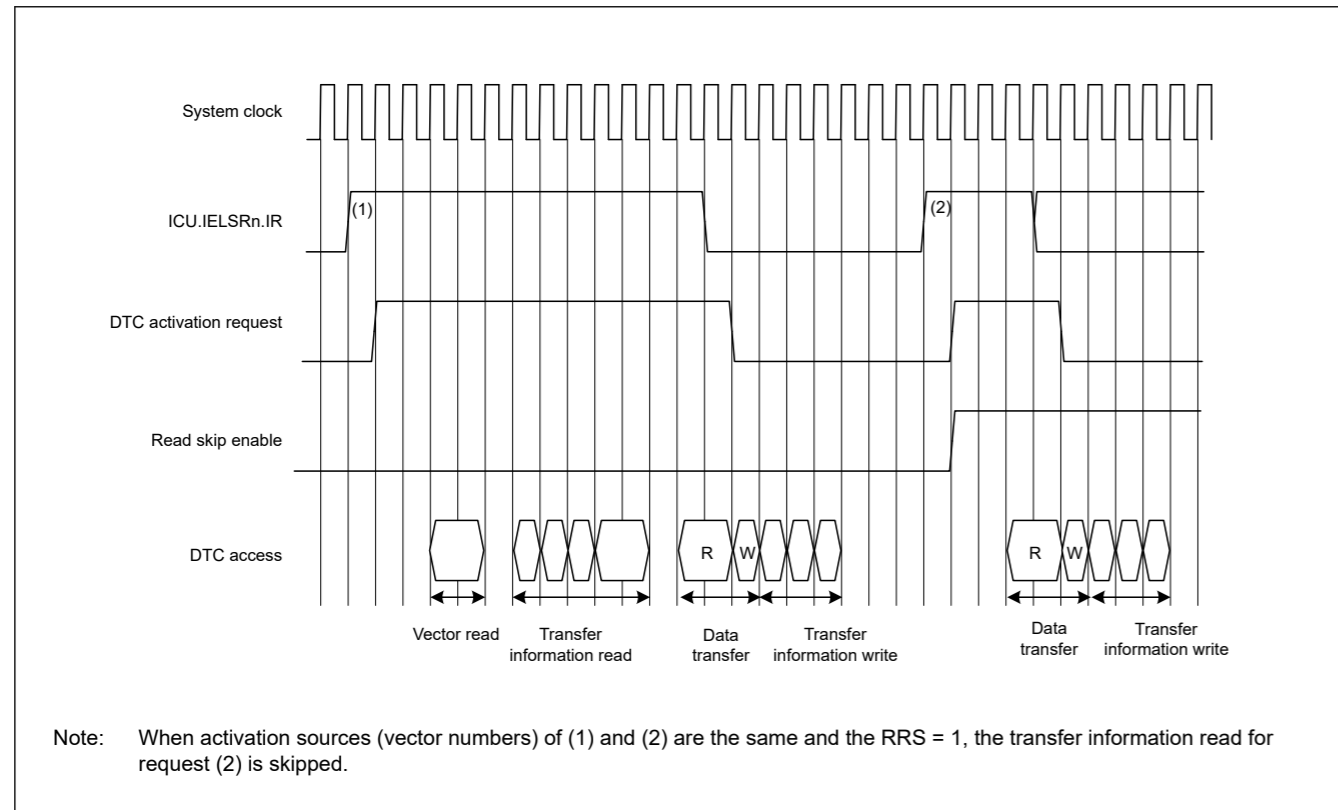 System clock
ICU.IELSRn.IR
(1)
(2)
DTC activation request
Read skip enable
DTC access
R
W
R
W
Vector read
Transfer
information read
Data
transfer
Transfer
information write
Data
transfer
Transfer
information write
Note: When activation sources (vector numbers) of (1) and (2) are the same and the RRS = 1, the transfer information read for
request (2) is skipped.